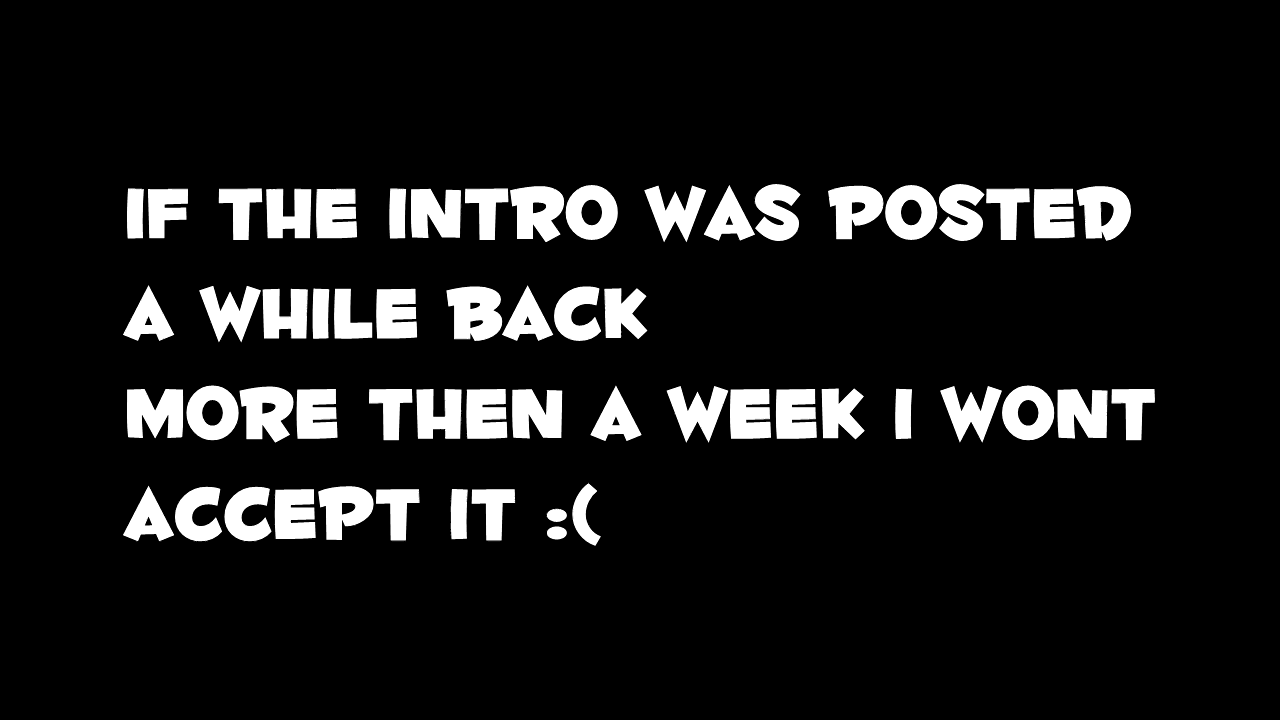 IF THE INTRO WAS POSTED
A WHILE BACK
MORE THEN A WEEK I WONT
ACCEPT IT :(